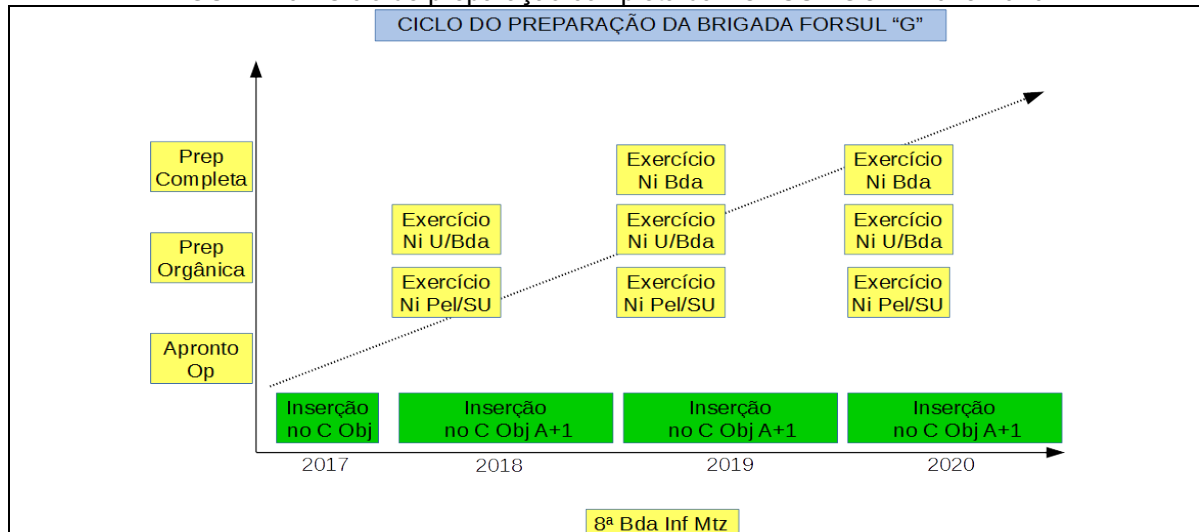 CICLO DO PREPARAÇÃO DA BRIGADA FORSUL “G”
Prep
Completa
Exercício
Ni Bda
Exercício
Ni Bda
Prep
Orgânica
Exercício
Ni U/Bda
Exercício
Ni U/Bda
Exercício
Ni U/Bda
Exercício
Ni Pel/SU
Exercício
Ni Pel/SU
Exercício
Ni Pel/SU
Apronto
Op
Inserção
no C Obj
Inserção
no C Obj A+1
Inserção
no C Obj A+1
Inserção
no C Obj A+1
2017
2018
2019
2020
8ª Bda Inf Mtz